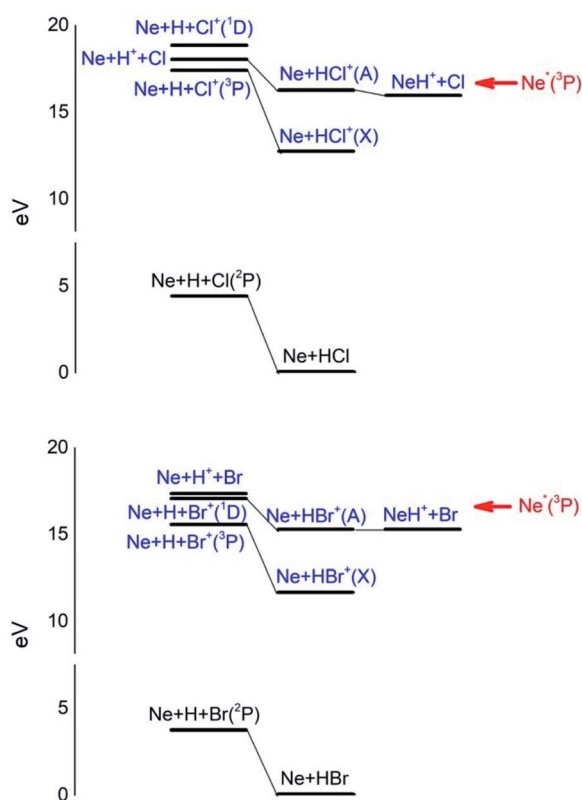 20
Ne+H+Cl⁺(¹D)
Ne+H⁺+Cl
Ne+HCl⁺(A)
NeH⁺+Cl
Ne*(³P)
Ne+H+Cl⁺(³P)
15
Ne+HCl⁺(X)
10
eV
5
Ne+H+Cl(²P)
Ne+HCl
0
20
Ne+H⁺+Br
Ne*(³P)
Ne+H+Br⁺(¹D)
Ne+HBr⁺(A)
NeH⁺+Br
15
Ne+H+Br⁺(³P)
Ne+HBr⁺(X)
10
eV
5
Ne+H+Br(²P)
Ne+HBr
0